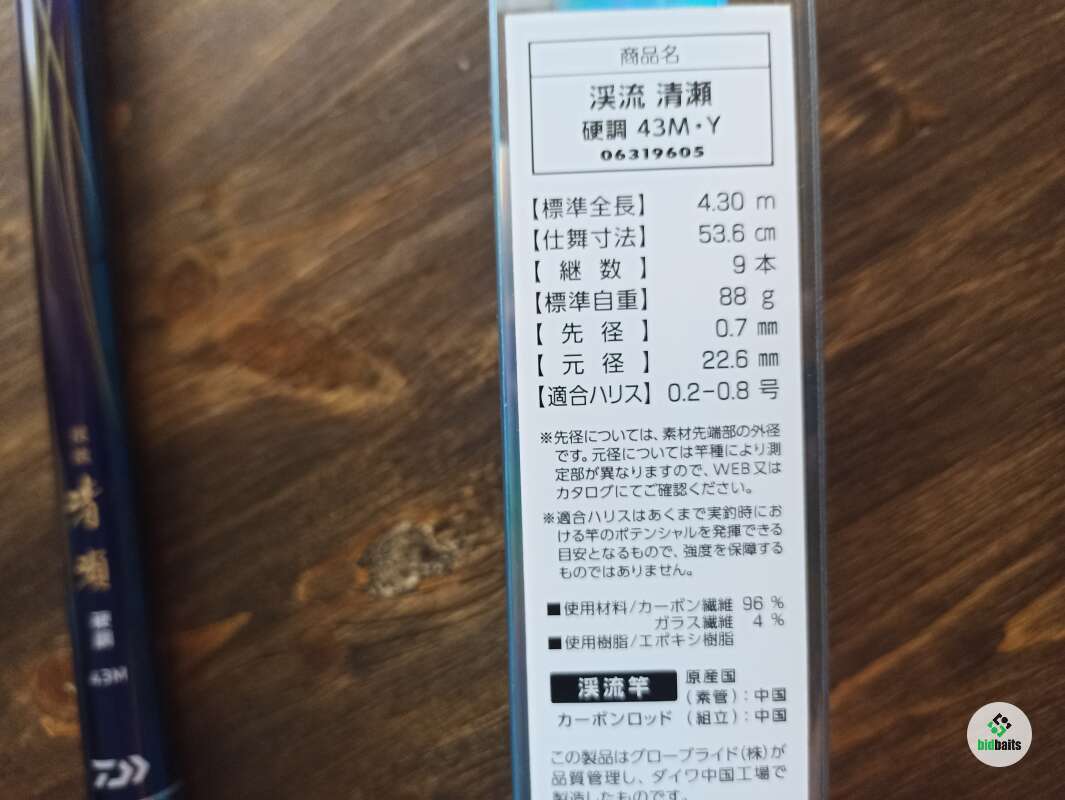 商品名
渓流 清瀬
硬調 43M・Y
06319605
【標準全長】 4.30 m
【仕舞寸法】 53.6 cm
【 継 数 】 9 本
【標準自重】 88 g
【 先 径 】 0.7 mm
【 元 径 】 22.6 mm
【適合ハリス】 0.2-0.8 号
※先径については、素材先端部の外径
です。元径については竿種により測
定部が異なりますので、WEB又は
カタログにてご確認ください。
※適合ハリスはあくまで実釣時にお
ける竿のポテンシャルを発揮できる
目安となるもので、強度を保障する
ものではありません。
■使用材料/カーボン繊維 96 %
ガラス繊維 4 %
■使用樹脂/エポキシ樹脂
渓流竿
原産国
(素管):中国
カーボンロッド (組立):中国
この製品はグローブライド(株)が
品質管理し、ダイワ中国工場で
製造したものです。
清瀬
硬調
43M
bidbaits